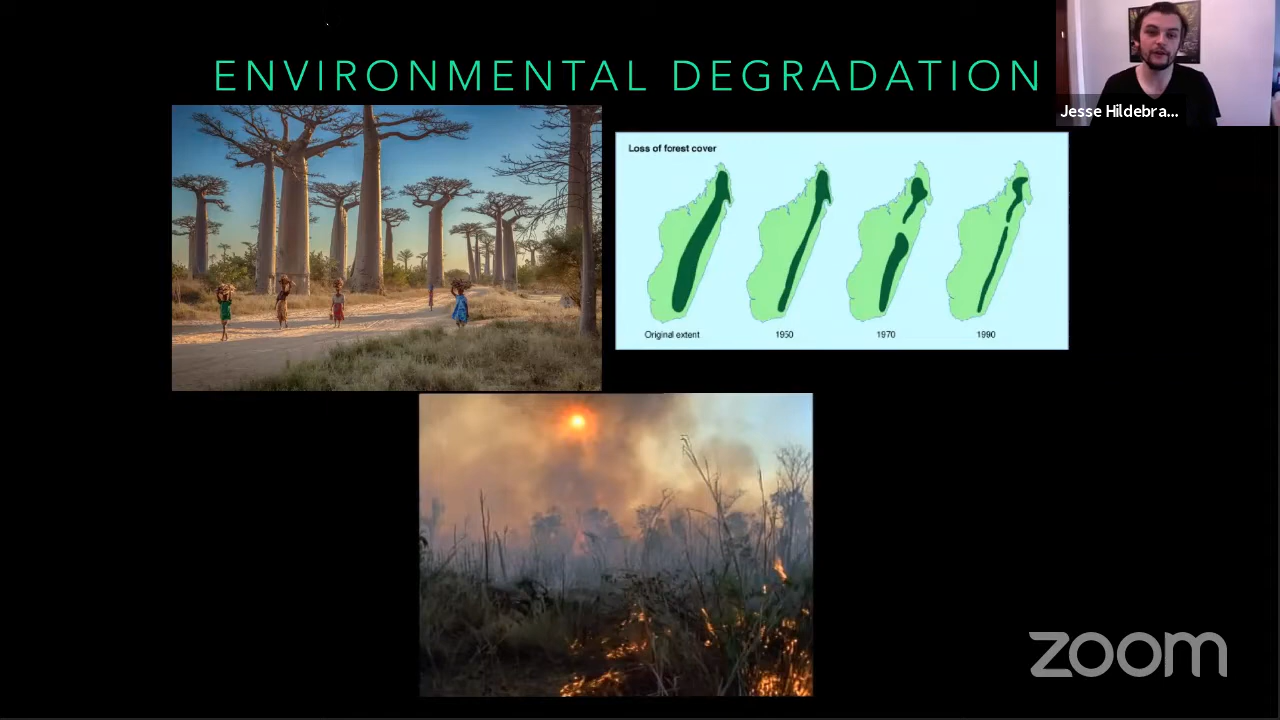 ENVIRONMENTAL DEGRADATION
Jesse Hildebra...
Loss of forest cover
Original extent
1950
1970
1990
zoom